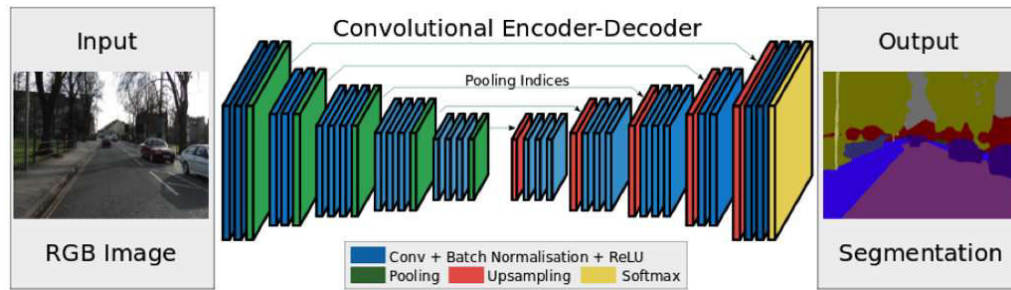 Input
RGB Image
Convolutional Encoder-Decoder
Pooling Indices
Conv + Batch Normalisation + ReLU
Pooling
Upsampling
Softmax
Output
Segmentation